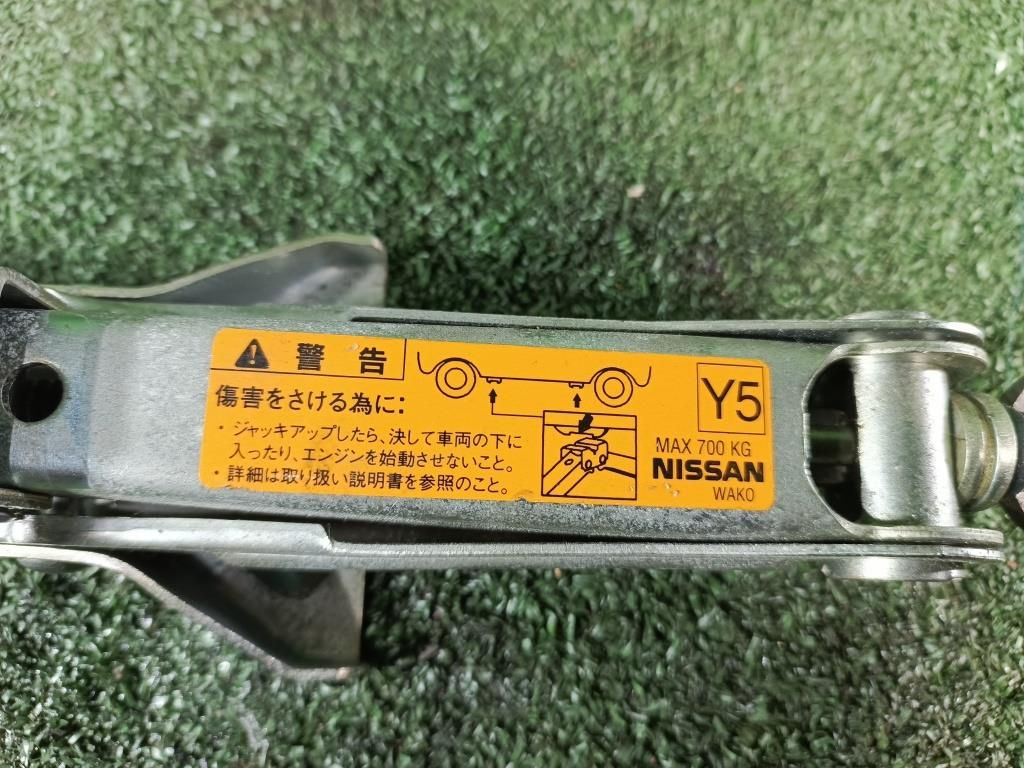 警告
傷害をさける為に:
・ジャッキアップしたら、決して車両の下に
入ったり、エンジンを始動させないこと。
・詳細は取り扱い説明書を参照のこと。
Y5
MAX 700 KG
NISSAN
WAKO